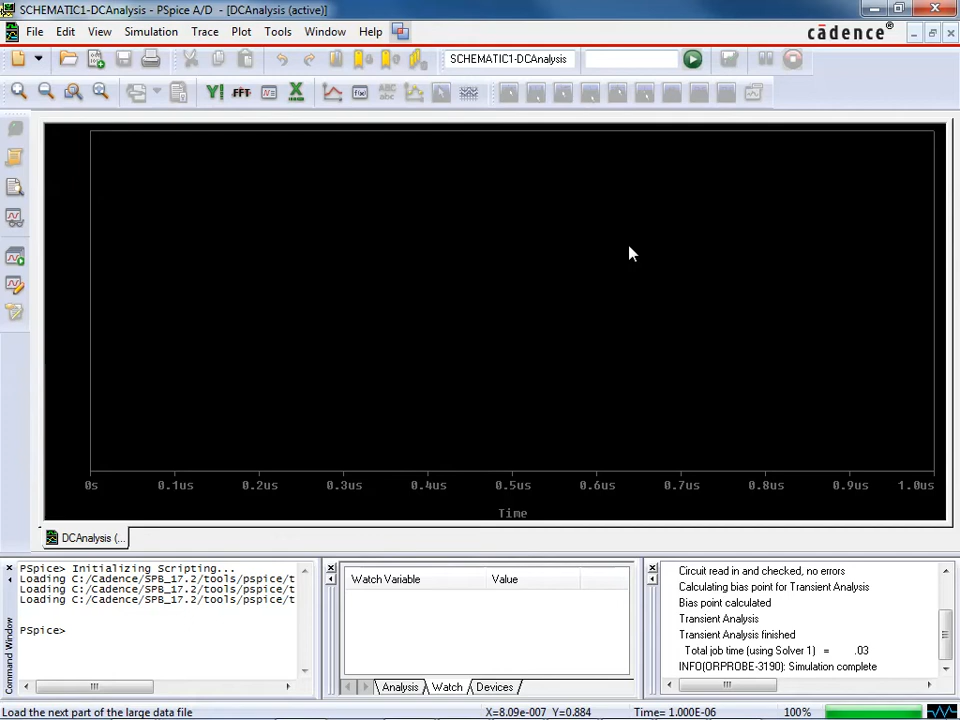 SCHEMATIC1-DCAnalysis - PSpice A/D - [DCAnalysis (active)]
File Edit View Simulation Trace Plot Tools Window Help
cādence®
SCHEMATIC1-DCAnalysis
FFT
0s 0.1us 0.2us 0.3us 0.4us 0.5us 0.6us 0.7us 0.8us 0.9us 1.0us
Time
DCAnalysis (...
Command Window
PSpice> Initializing Scripting...
Loading C:/Cadence/SPB_17.2/tools/pspice/t
Loading C:/Cadence/SPB_17.2/tools/pspice/t
Loading C:/Cadence/SPB_17.2/tools/pspice/t
PSpice>
Watch Variable Value
Analysis Watch Devices
Circuit read in and checked, no errors
Calculating bias point for Transient Analysis
Bias point calculated
Transient Analysis
Transient Analysis finished
Total job time (using Solver 1) = .03
INFO(ORPROBE-3190): Simulation complete
Load the next part of the large data file X=8.09e-007 Y=0.884 Time= 1.000E-06 100%